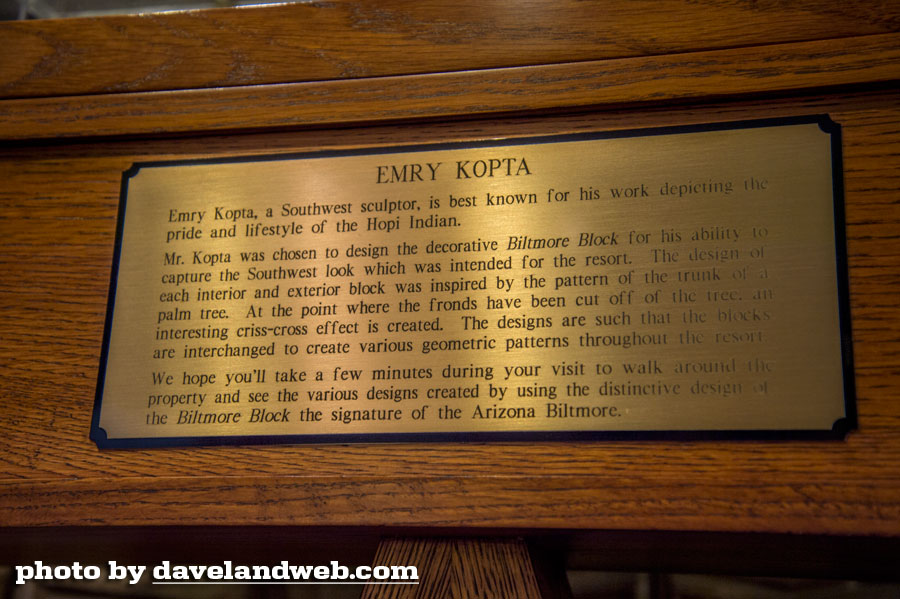 EMRY KOPTA
Emry Kopta, a Southwest sculptor, is best known for his work depicting the
pride and lifestyle of the Hopi Indian.
Mr. Kopta was chosen to design the decorative Biltmore Block for his ability to
capture the Southwest look which was intended for the resort. The design of
each interior and exterior block was inspired by the pattern of the trunk of a
palm tree. At the point where the fronds have been cut off of the tree, an
interesting criss-cross effect is created. The designs are such that the blocks
are interchanged to create various geometric patterns throughout the resort.
We hope you'll take a few minutes during your visit to walk around the
property and see the various designs created by using the distinctive design of
the Biltmore Block the signature of the Arizona Biltmore.
photo by davelandweb.com